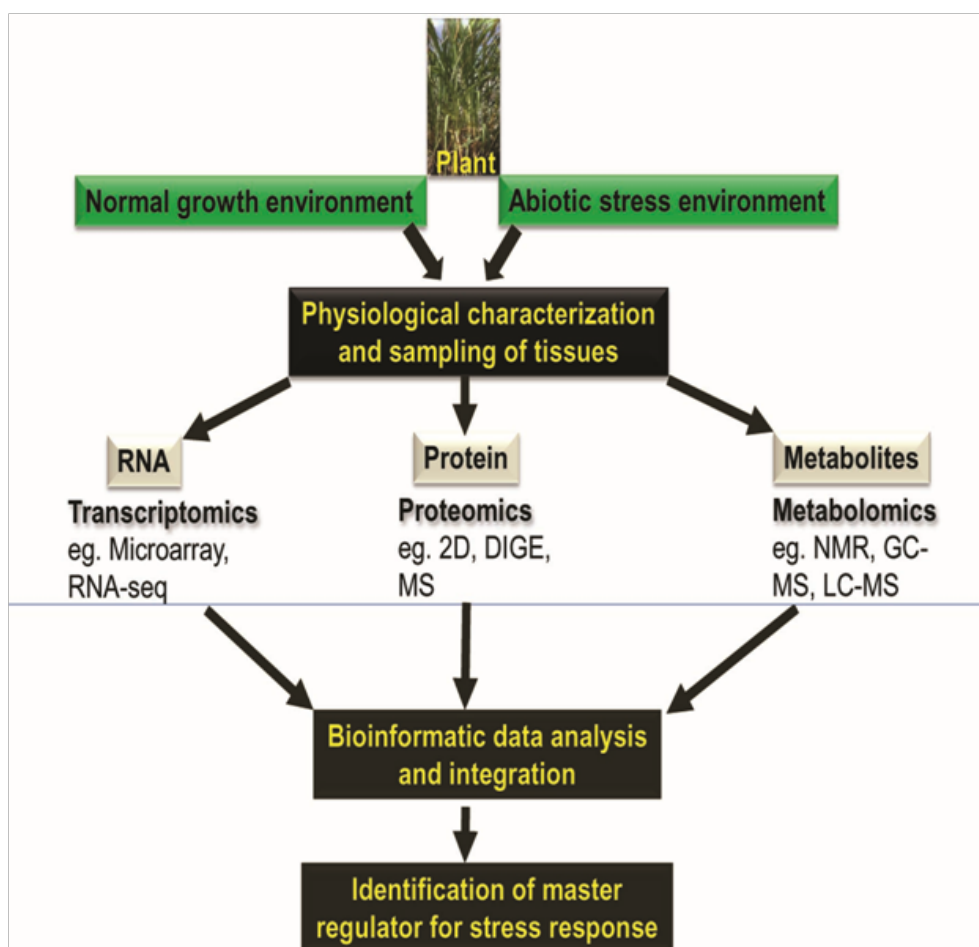 Plant
Normal growth environment
Abiotic stress environment
Physiological characterization
and sampling of tissues
RNA
Transcriptomics
eg. Microarray,
RNA-seq
Protein
Proteomics
eg. 2D, DIGE,
MS
Metabolites
Metabolomics
eg. NMR, GC-
MS, LC-MS
Bioinformatic data analysis
and integration
Identification of master
regulator for stress response